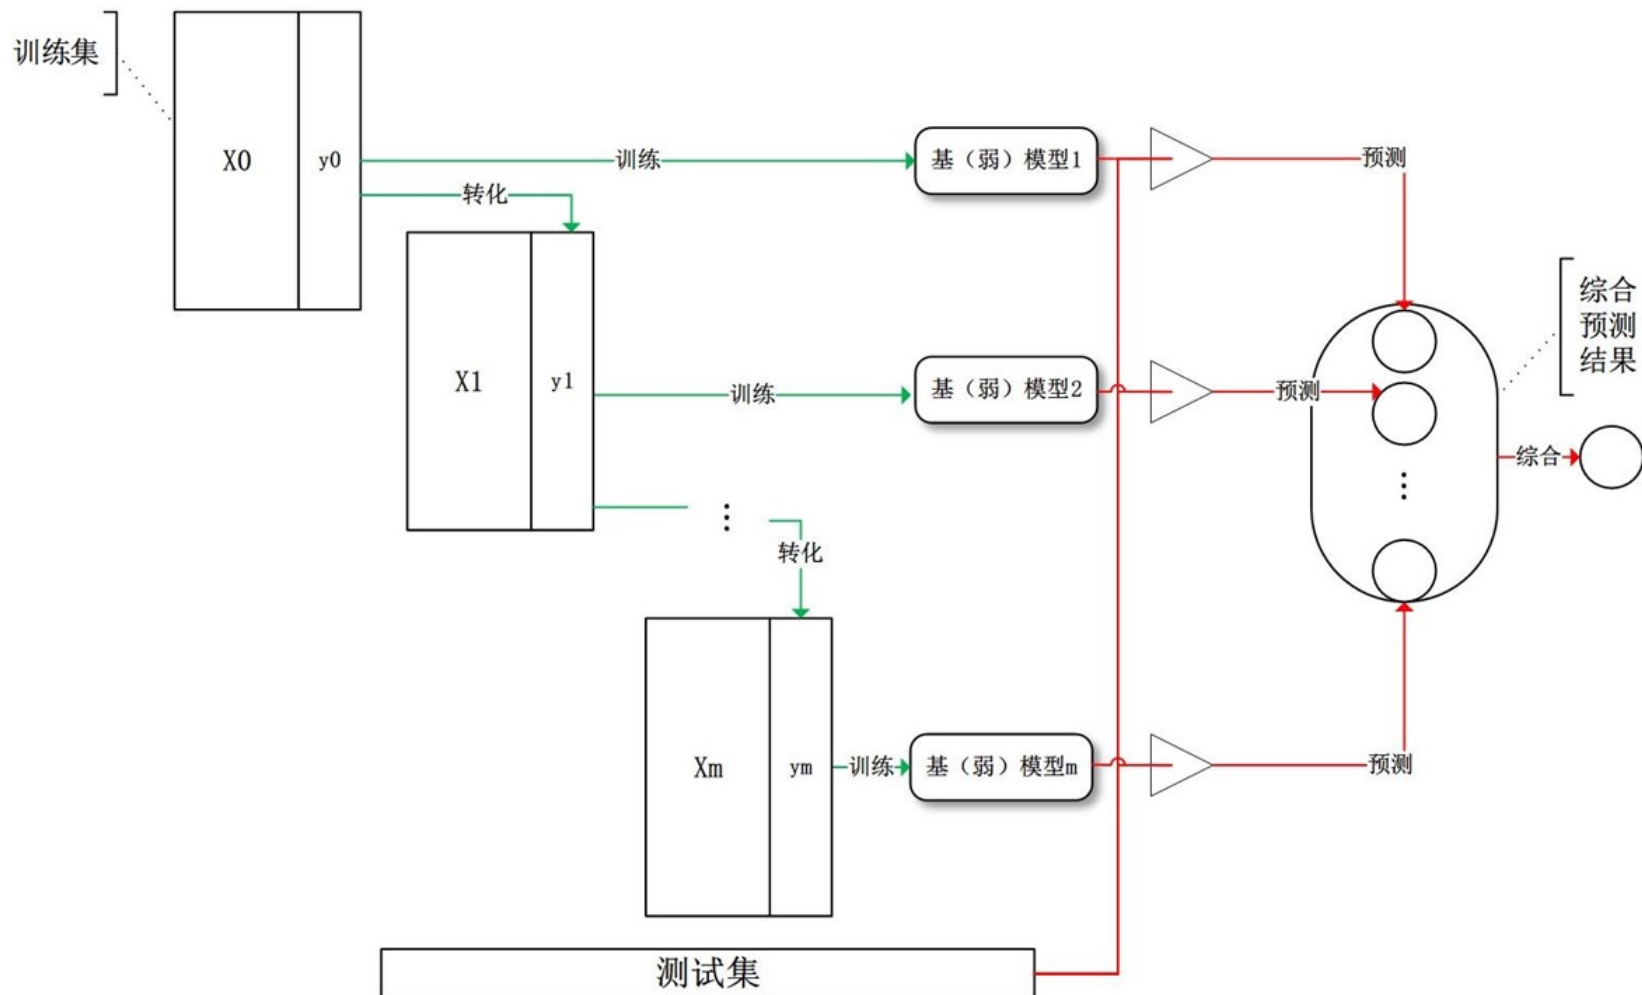 训练集
X0
y0
训练
基（弱）模型1
预测
转化
X1
y1
训练
基（弱）模型2
预测
综合
预测
结果
综合
⋮
⋮
转化
Xm
ym
训练
基（弱）模型m
预测
测试集